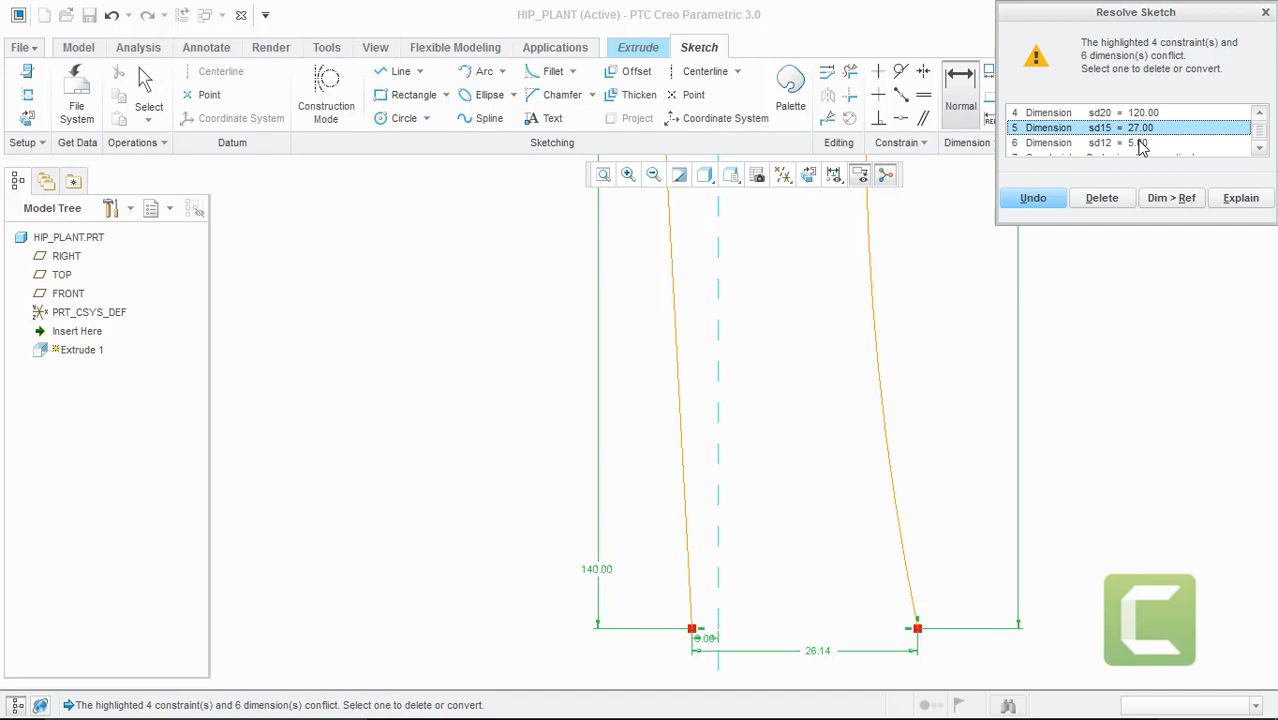 HIP_PLANT (Active) - PTC Creo Parametric 3.0
Resolve Sketch
File Model Analysis Annotate Render Tools View Flexible Modeling Applications Extrude Sketch
The highlighted 4 constraint(s) and
6 dimension(s) conflict.
Select one to delete or convert.
File System
Select
Centerline
Point
Coordinate System
Construction Mode
Line
Rectangle
Circle
Arc
Ellipse
Spline
Fillet
Chamfer
Text
Offset
Thicken
Project
Centerline
Point
Coordinate System
Palette
Normal
4 Dimension sd20 = 120.00
5 Dimension sd15 = 27.00
6 Dimension sd12 =
Setup Get Data Operations Datum Sketching Editing Constrain Dimension
Undo Delete Dim > Ref Explain
Model Tree
HIP_PLANT.PRT
RIGHT
TOP
FRONT
PRT_CSYS_DEF
Insert Here
Extrude 1
140.00
26.14
The highlighted 4 constraint(s) and 6 dimension(s) conflict. Select one to delete or convert.